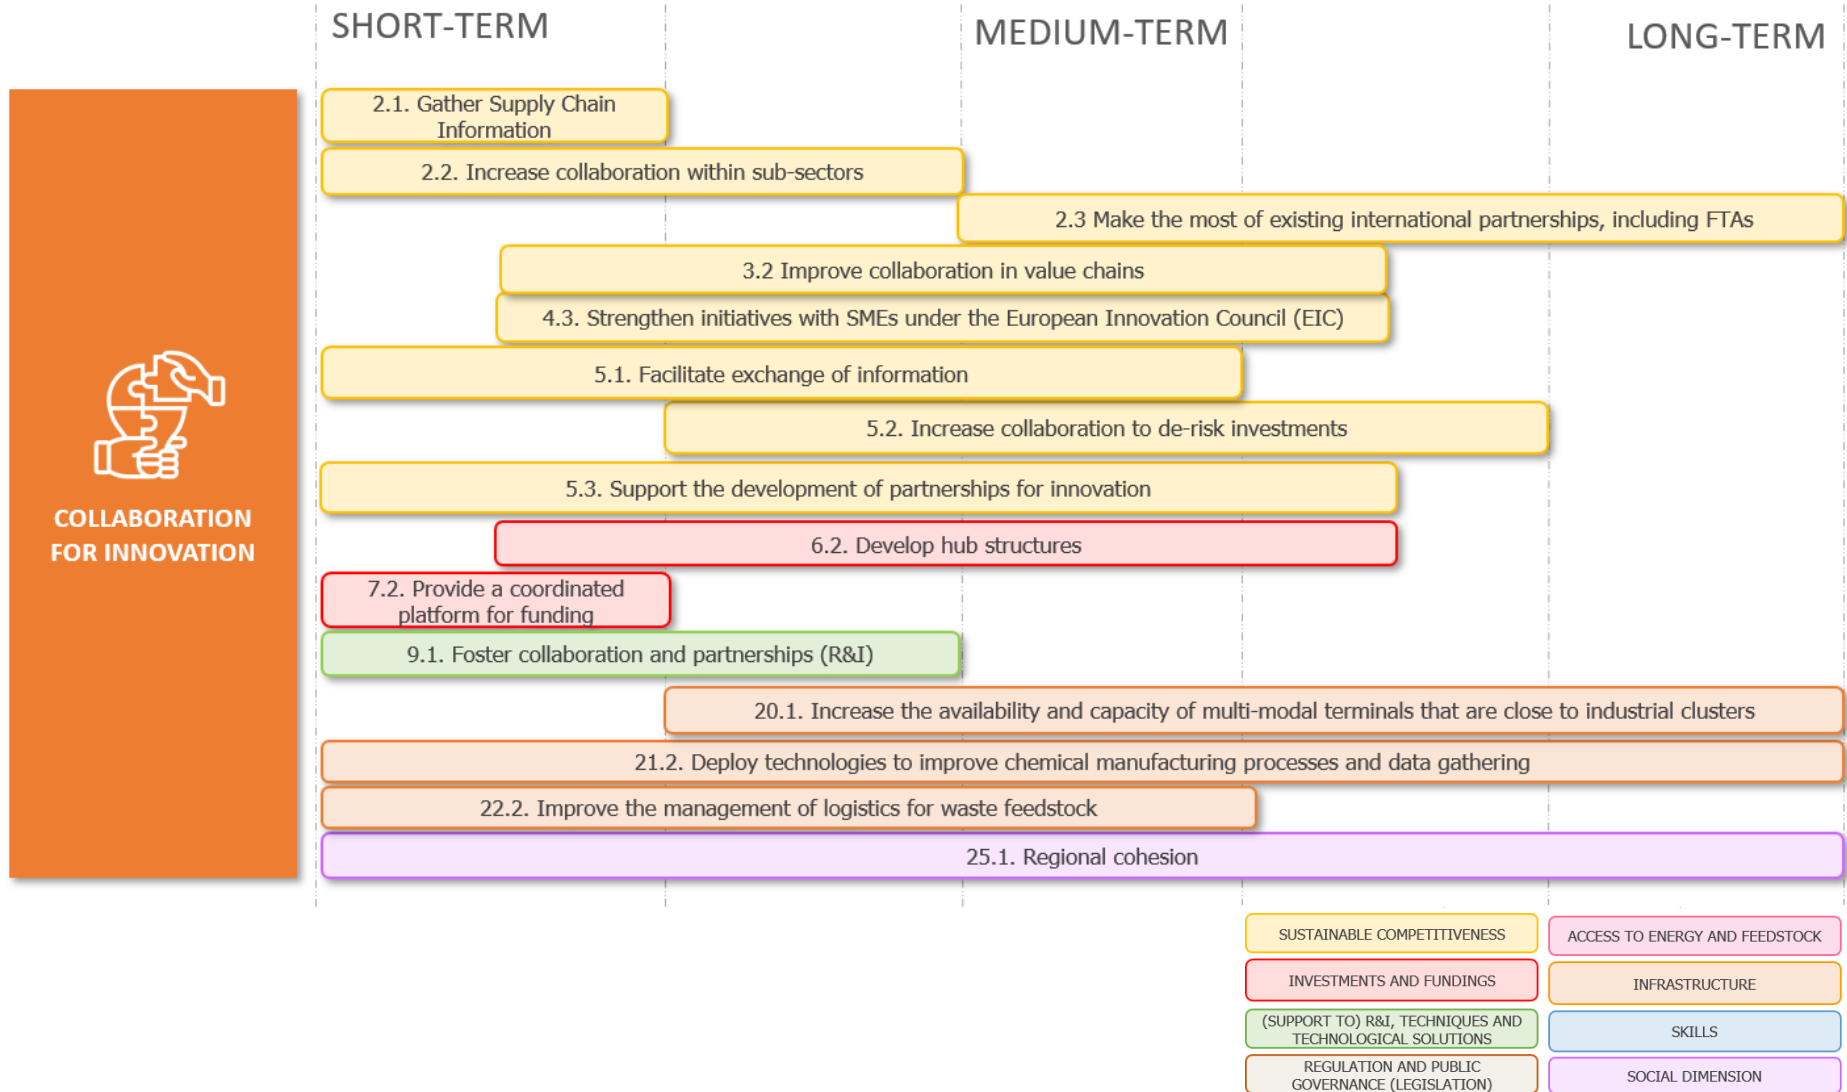 SHORT-TERM
MEDIUM-TERM
LONG-TERM
COLLABORATION
FOR INNOVATION
2.1. Gather Supply Chain
Information
2.2. Increase collaboration within sub-sectors
2.3 Make the most of existing international partnerships, including FTAs
3.2 Improve collaboration in value chains
4.3. Strengthen initiatives with SMEs under the European Innovation Council (EIC)
5.1. Facilitate exchange of information
5.2. Increase collaboration to de-risk investments
5.3. Support the development of partnerships for innovation
6.2. Develop hub structures
7.2. Provide a coordinated
platform for funding
9.1. Foster collaboration and partnerships (R&I)
20.1. Increase the availability and capacity of multi-modal terminals that are close to industrial clusters
21.2. Deploy technologies to improve chemical manufacturing processes and data gathering
22.2. Improve the management of logistics for waste feedstock
25.1. Regional cohesion
SUSTAINABLE COMPETITIVENESS
ACCESS TO ENERGY AND FEEDSTOCK
INVESTMENTS AND FUNDINGS
INFRASTRUCTURE
(SUPPORT TO) R&I, TECHNIQUES AND
TECHNOLOGICAL SOLUTIONS
SKILLS
REGULATION AND PUBLIC
GOVERNANCE (LEGISLATION)
SOCIAL DIMENSION